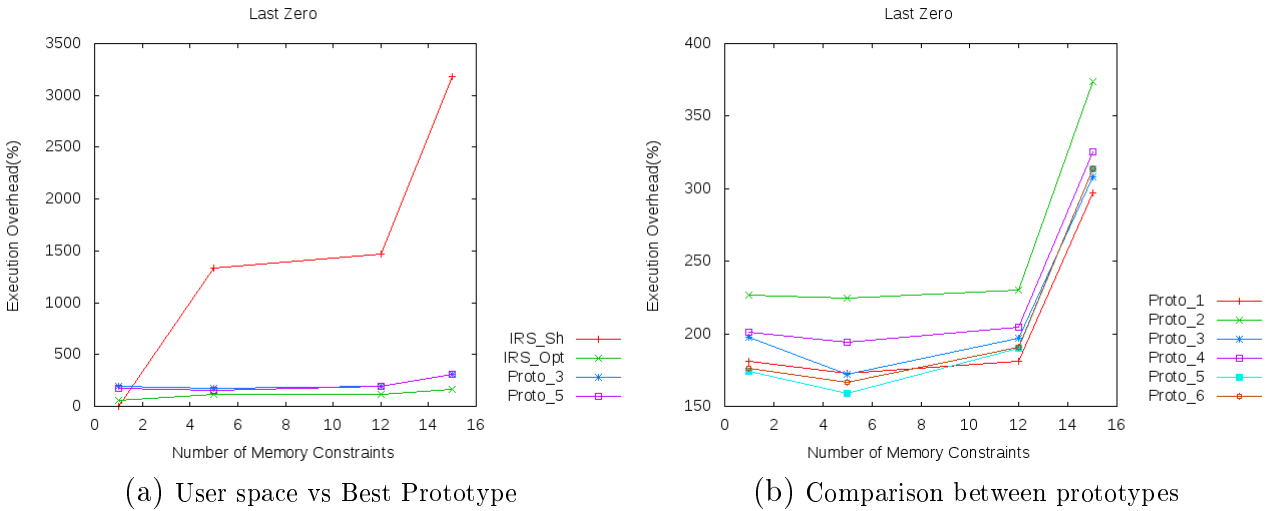 Last Zero
3500
3000
2500
2000
1500
1000
500
0
Execution Overhead(%)
0 2 4 6 8 10 12 14 16
Number of Memory Constraints
IRS_Sh
IRS_Opt
Proto_3
Proto_5
(a) User space vs Best Prototype
Last Zero
400
350
300
250
200
150
Execution Overhead(%)
0 2 4 6 8 10 12 14 16
Number of Memory Constraints
Proto_1
Proto_2
Proto_3
Proto_4
Proto_5
Proto_6
(b) Comparison between prototypes